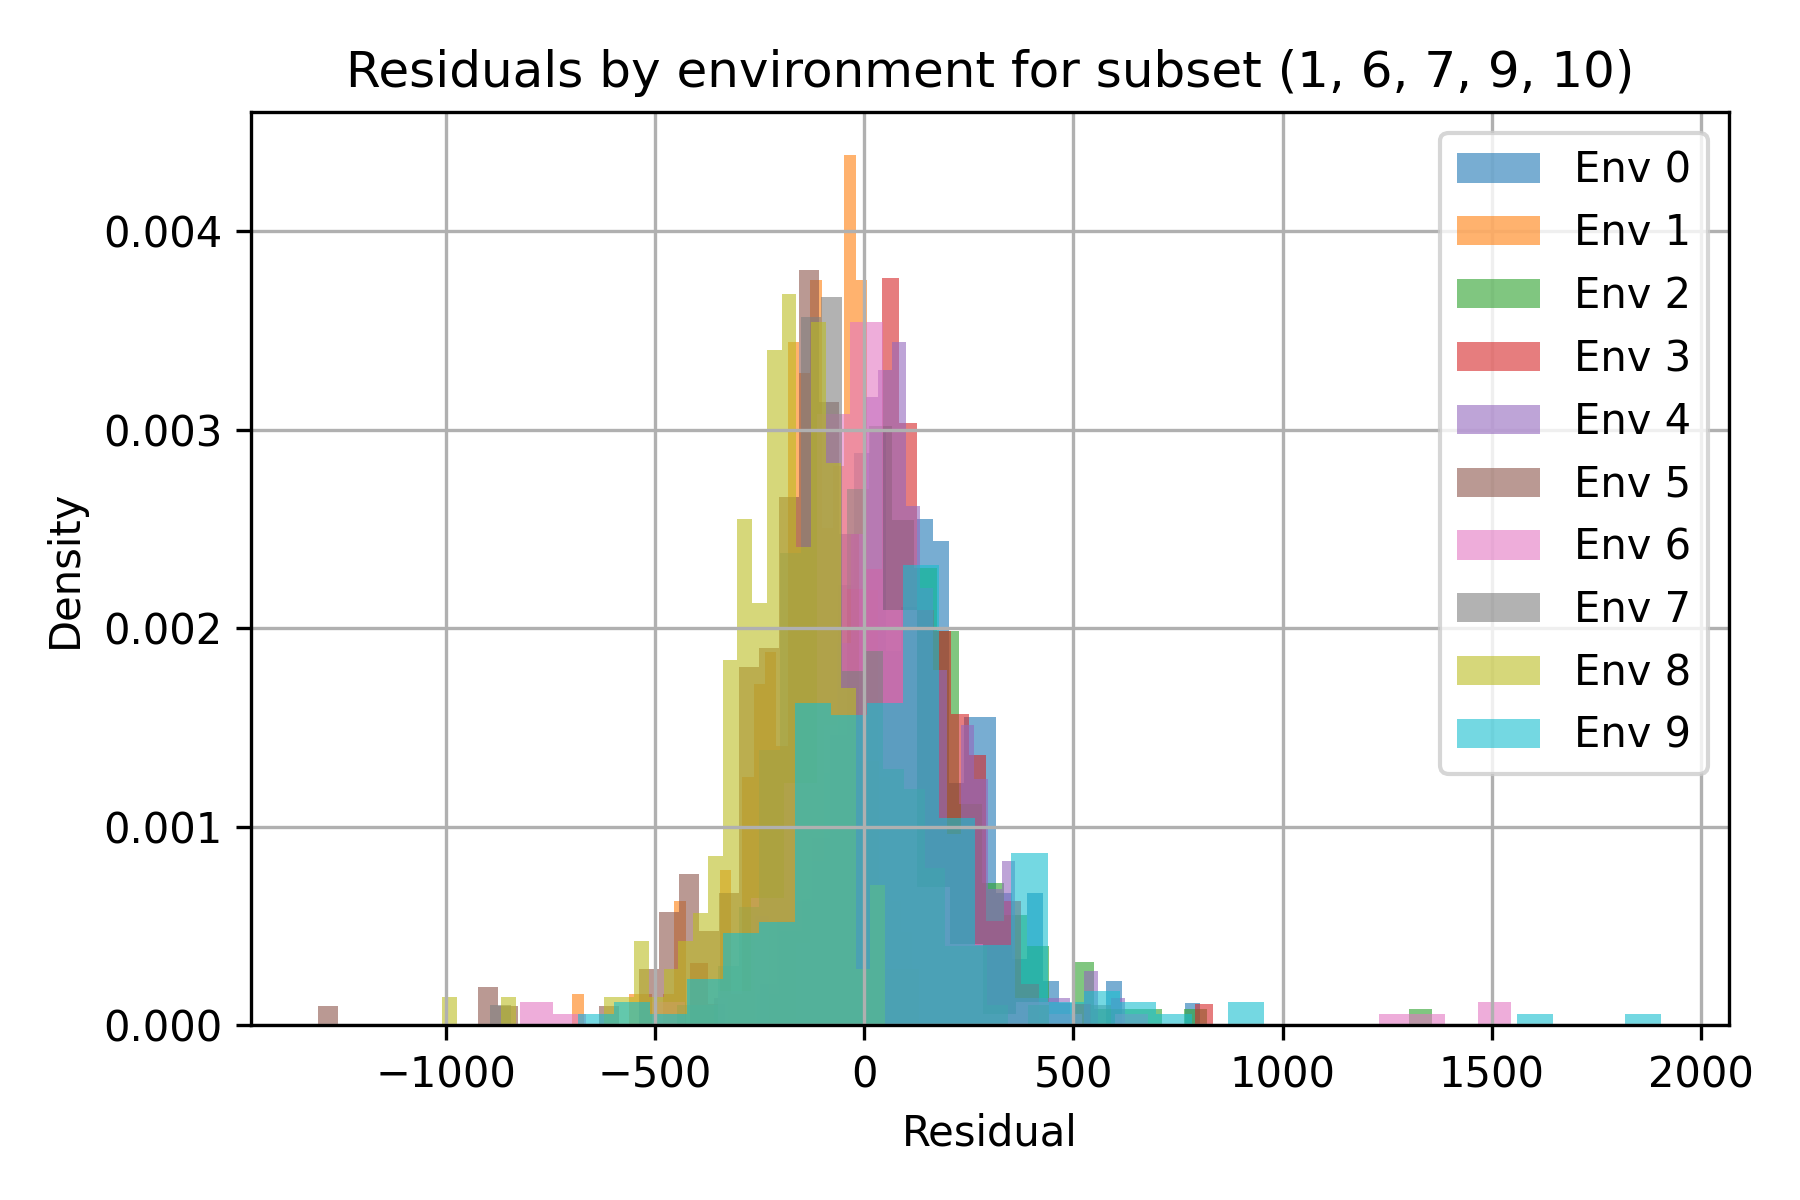 Residuals by environment for subset (1, 6, 7, 9, 10)
Env 0
Env 1
Env 2
Env 3
Env 4
Env 5
Env 6
Env 7
Env 8
Env 9
Density
0.004
0.003
0.002
0.001
0.000
−1000 −500 0 500 1000 1500 2000
Residual